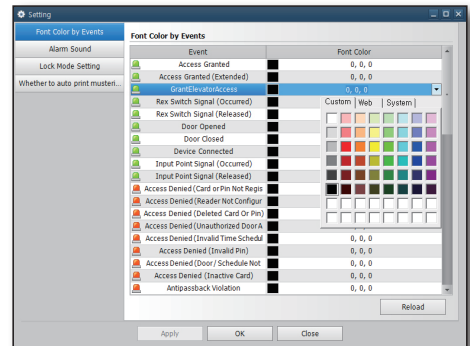 Setting
Font Color by Events
Alarm Sound
Lock Mode Setting
Whether to auto print musteri...
Font Color by Events
Event Font Color
Access Granted 0, 0, 0
Access Granted (Extended) 0, 0, 0
GrantElevatorAccess 0, 0, 0
Rex Switch Signal (Occurred)
Rex Switch Signal (Released)
Door Opened
Door Closed
Device Connected
Input Point Signal (Occurred)
Input Point Signal (Released)
Access Denied (Card or Pin Not Regis
Access Denied (Reader Not Configur
Access Denied (Deleted Card Or Pin)
Access Denied (Unauthorized Door A
Access Denied (Invalid Time Schedul 0, 0, 0
Access Denied (Invalid Pin) 0, 0, 0
Access Denied (Door/ Schedule Not 0, 0, 0
Access Denied (Inactive Card) 0, 0, 0
Antipassback Violation 0, 0, 0
Custom Web System
Reload
Apply OK Close